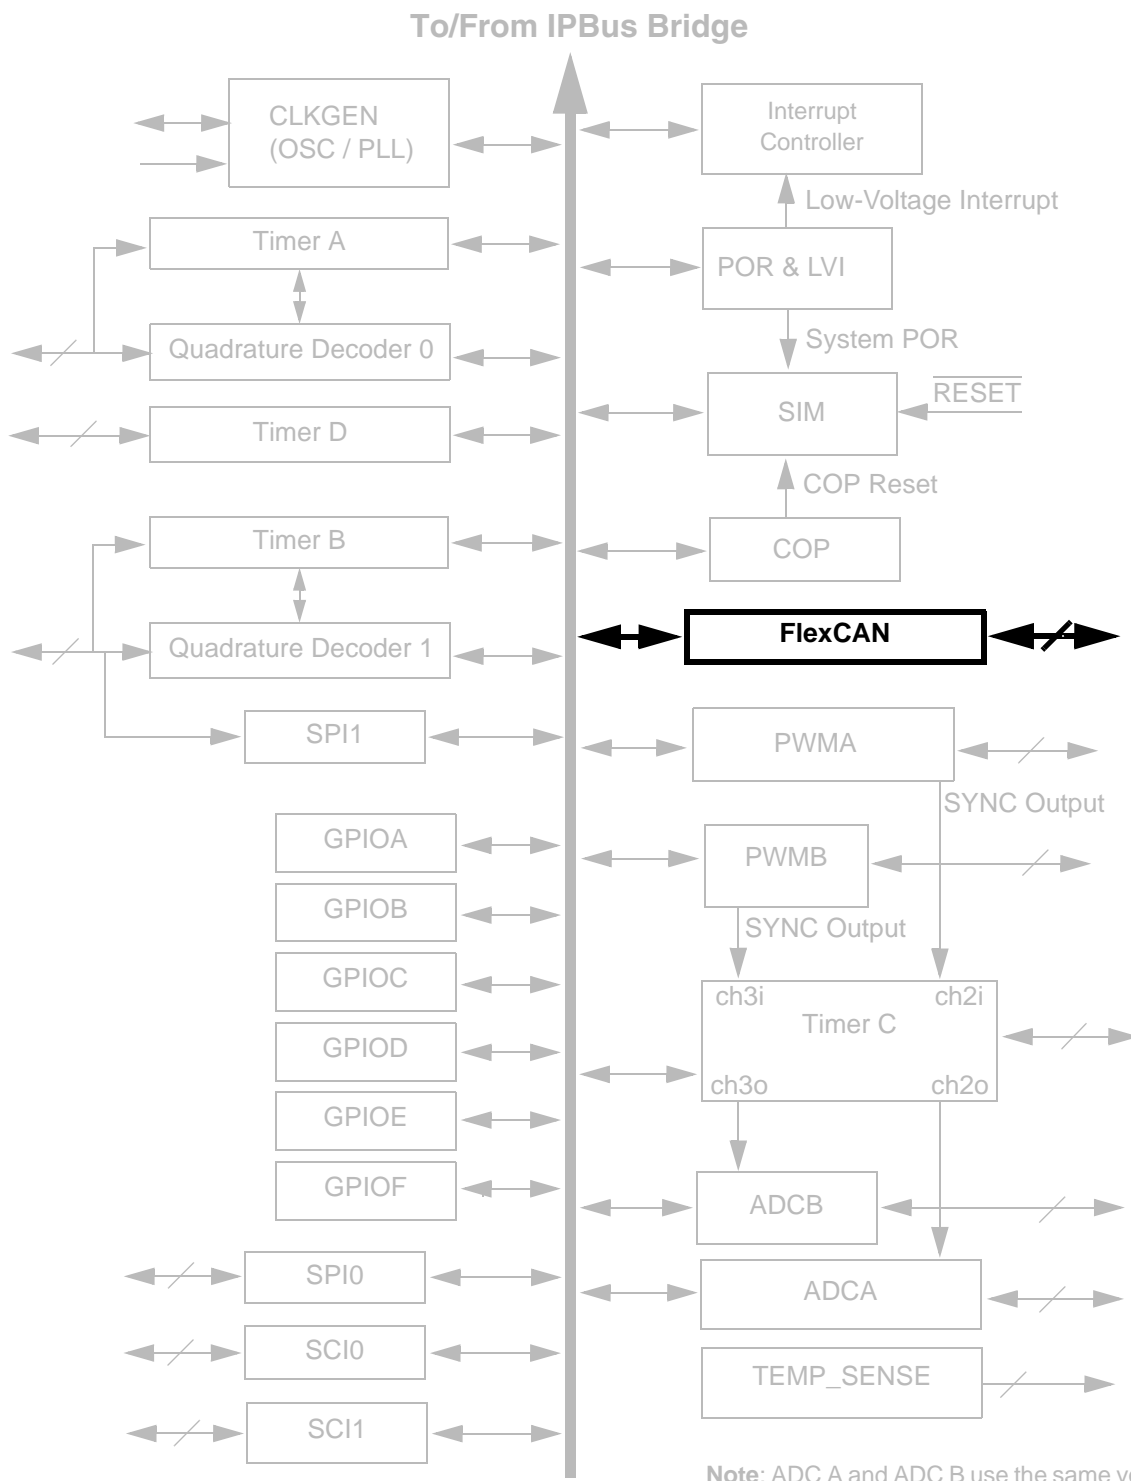 To/From IPBus Bridge
CLKGEN
(OSC / PLL)
Interrupt
Controller
Low-Voltage Interrupt
Timer A
POR & LVI
Quadrature Decoder 0
System POR
RESET
SIM
Timer D
COP Reset
Timer B
COP
FlexCAN
Quadrature Decoder 1
SPI1
PWMA
SYNC Output
GPIOA
PWMB
GPIOB
SYNC Output
GPIOC
ch3i
ch2i
Timer C
GPIOD
ch3o
ch2o
GPIOE
GPIOF
ADCB
SPI0
ADCA
SCI0
TEMP_SENSE
SCI1
Note: ADC A and ADC B use the same